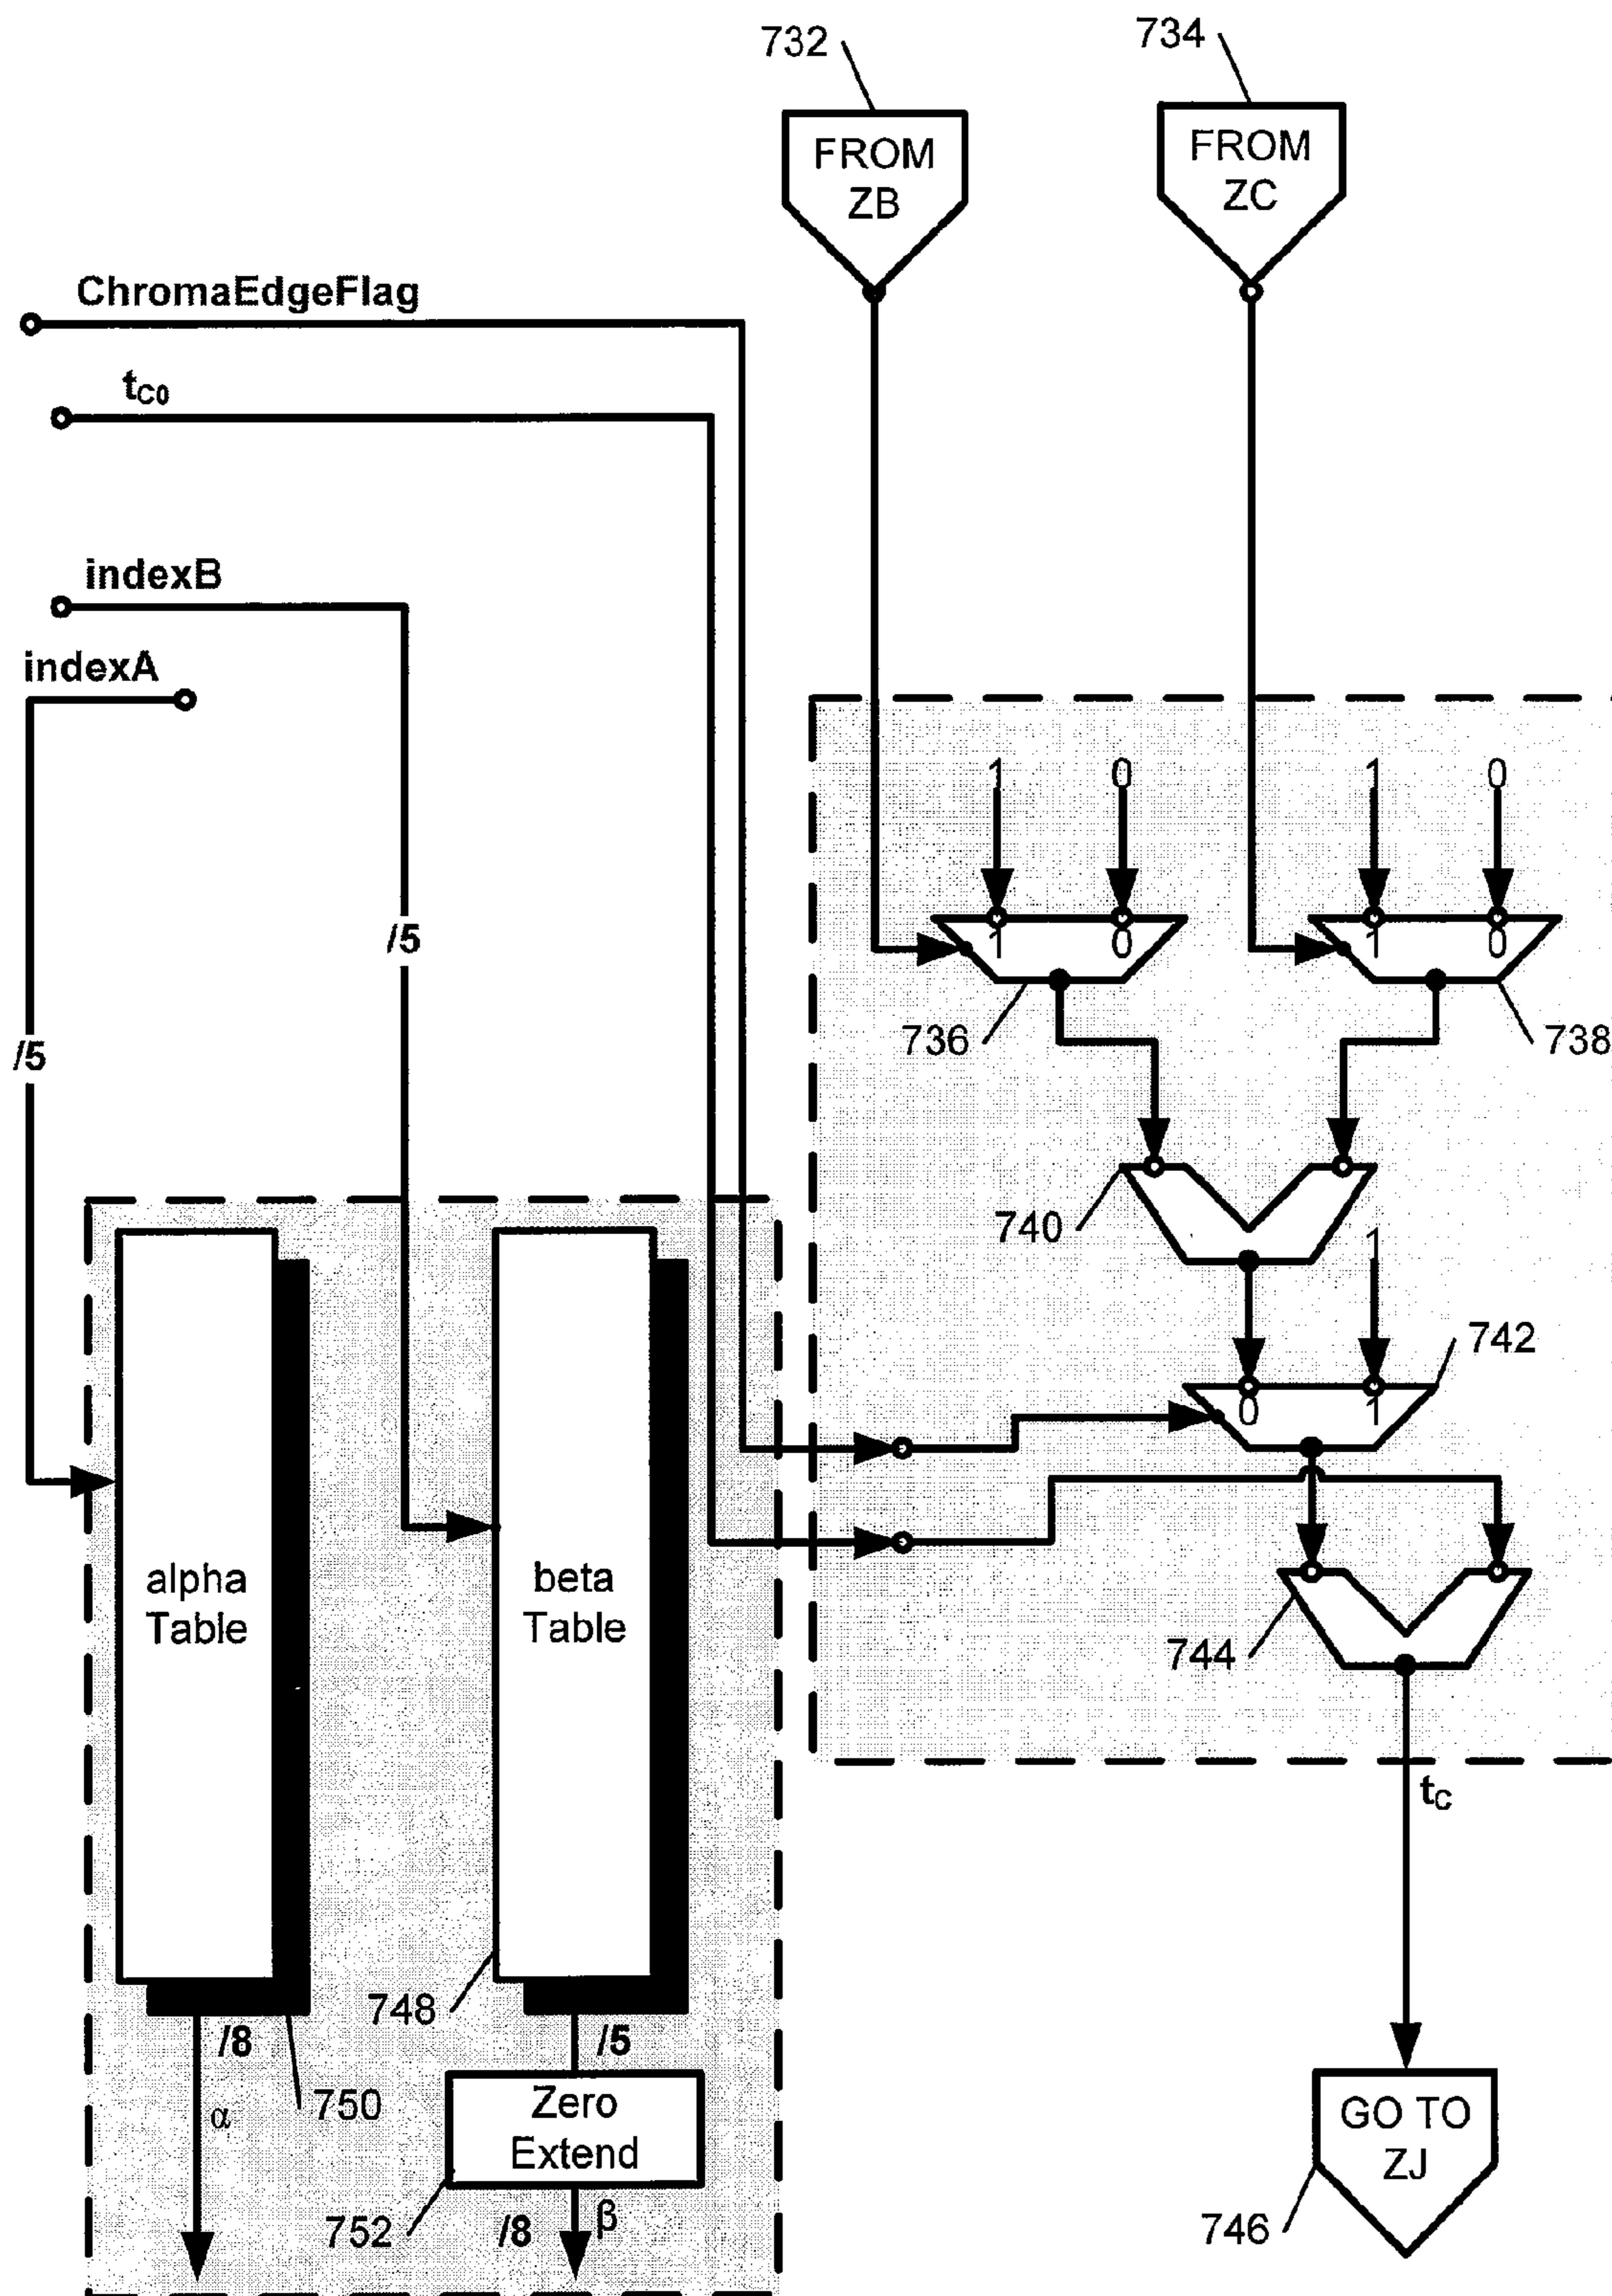 732
734
FROM
ZB
FROM
ZC
ChromaEdgeFlag
tC0
indexB
indexA
1 0
1 0
/5
1 0
1 0
736
738
/5
740
1
742
0 1
alpha
Table
beta
Table
744
tC
748
/8
/5
750
α
Zero
Extend
GO TO
ZJ
752
/8
β
746